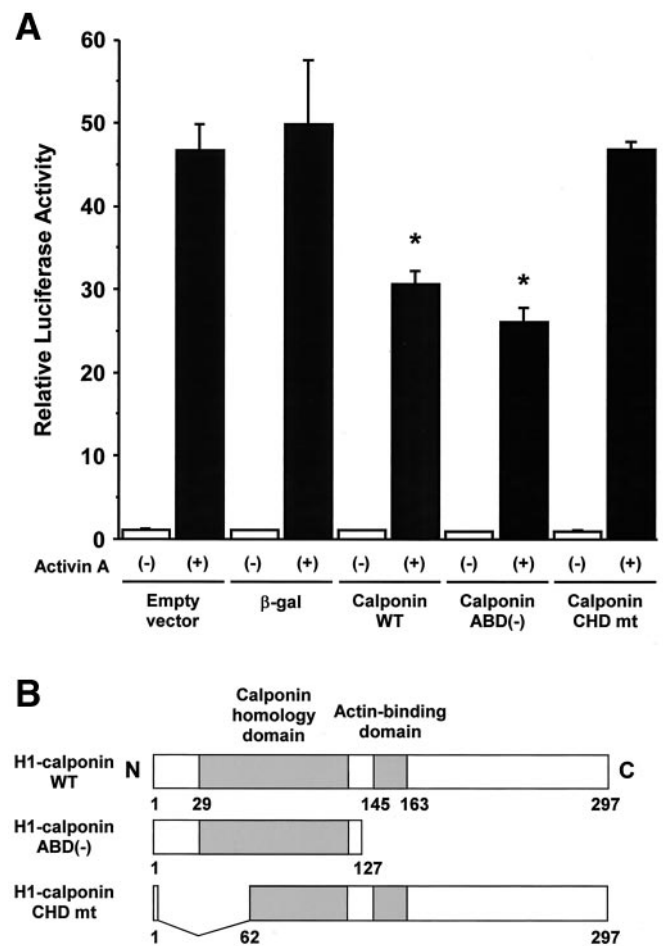 A
Relative Luciferase Activity
60
50
40
30
20
10
0
* *
Activin A (-) (+) (-) (+) (-) (+) (-) (+) (-) (+)
Empty vector
β-gal
Calponin WT
Calponin ABD(-)
Calponin CHD mt
B
Calponin homology domain
Actin-binding domain
H1-calponin WT
N C
1 29 145 163 297
H1-calponin ABD(-)
1 127
H1-calponin CHD mt
1 62 297